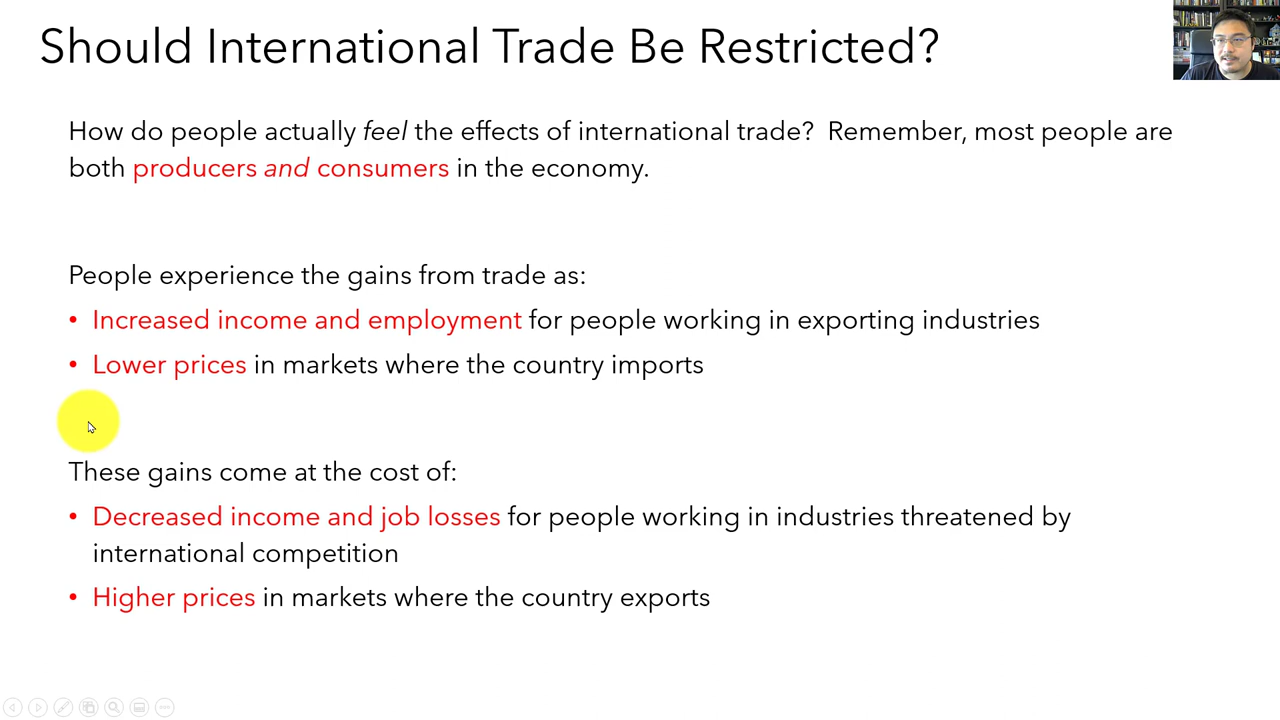 Should International Trade Be Restricted?
How do people actually feel the effects of international trade?  Remember, most people are
both producers and consumers in the economy.
People experience the gains from trade as:
• Increased income and employment for people working in exporting industries
• Lower prices in markets where the country imports
These gains come at the cost of:
• Decreased income and job losses for people working in industries threatened by
international competition
• Higher prices in markets where the country exports